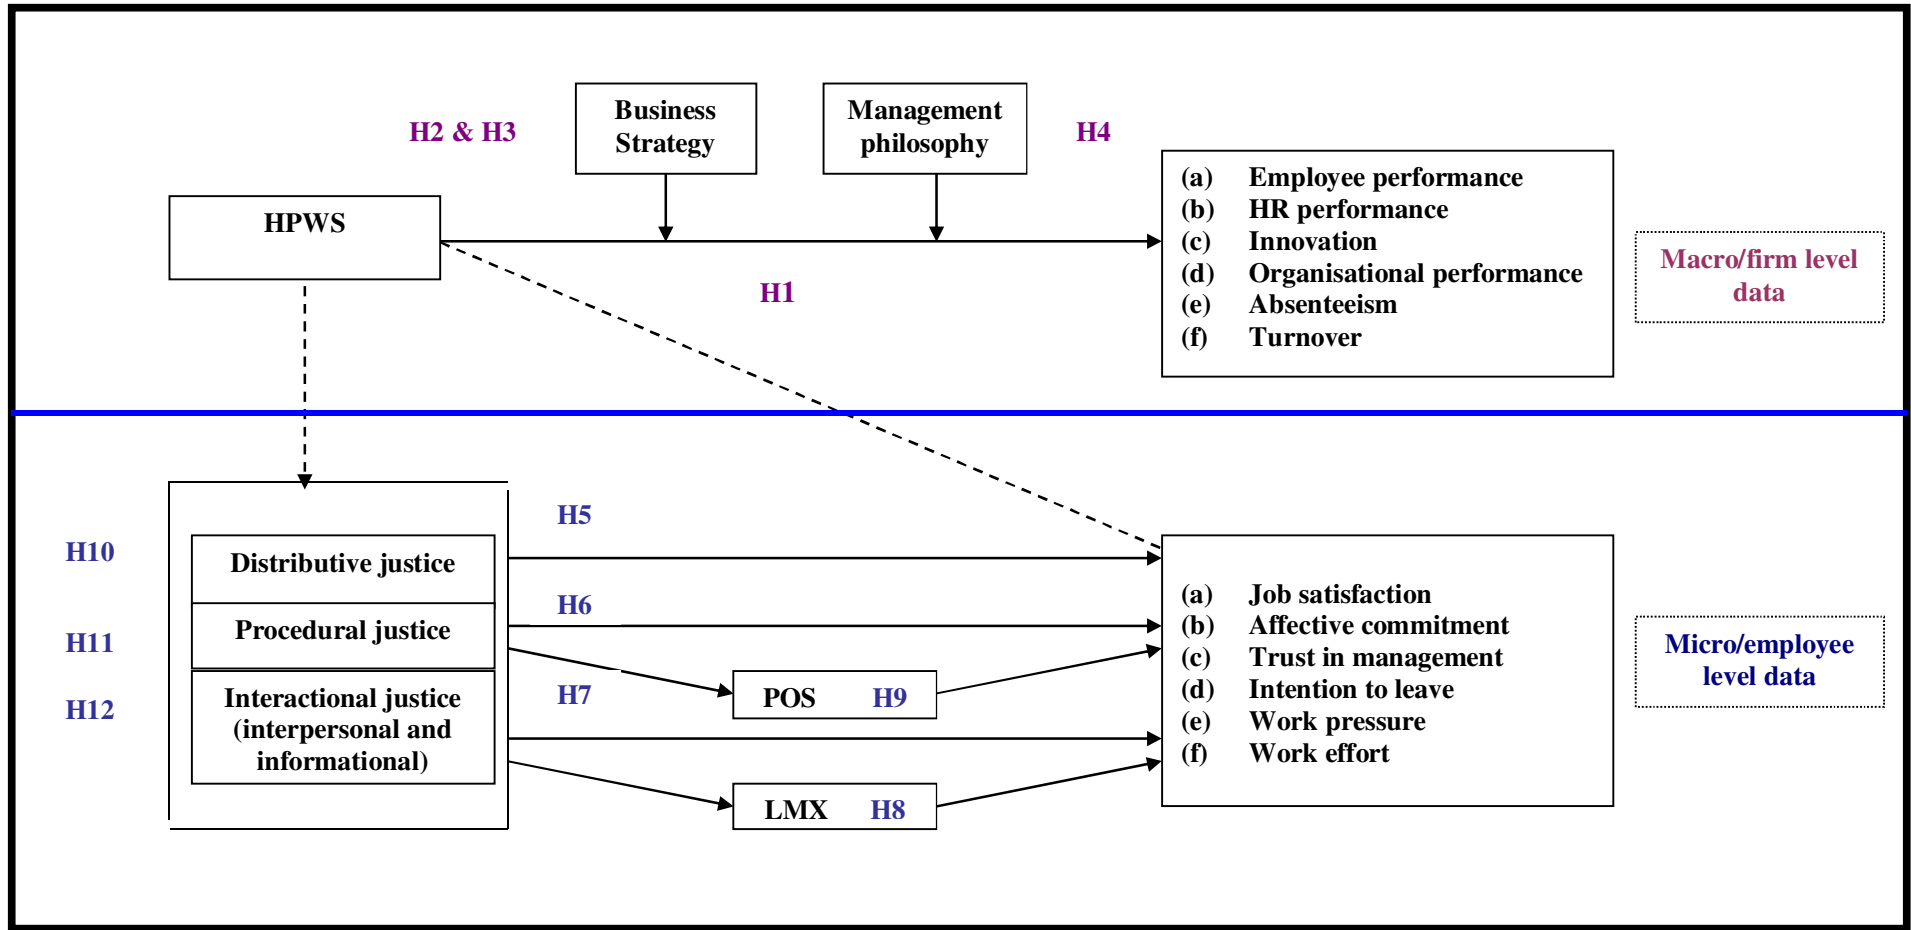 H2 & H3
Business
Strategy
Management
philosophy
H4
HPWS
H1
(a) Employee performance
(b) HR performance
(c) Innovation
(d) Organisational performance
(e) Absenteeism
(f) Turnover
Macro/firm level
data
H10
H11
H12
Distributive justice
Procedural justice
Interactional justice
(interpersonal and
informational)
H5
H6
H7
POS H9
LMX H8
(a) Job satisfaction
(b) Affective commitment
(c) Trust in management
(d) Intention to leave
(e) Work pressure
(f) Work effort
Micro/employee
level data